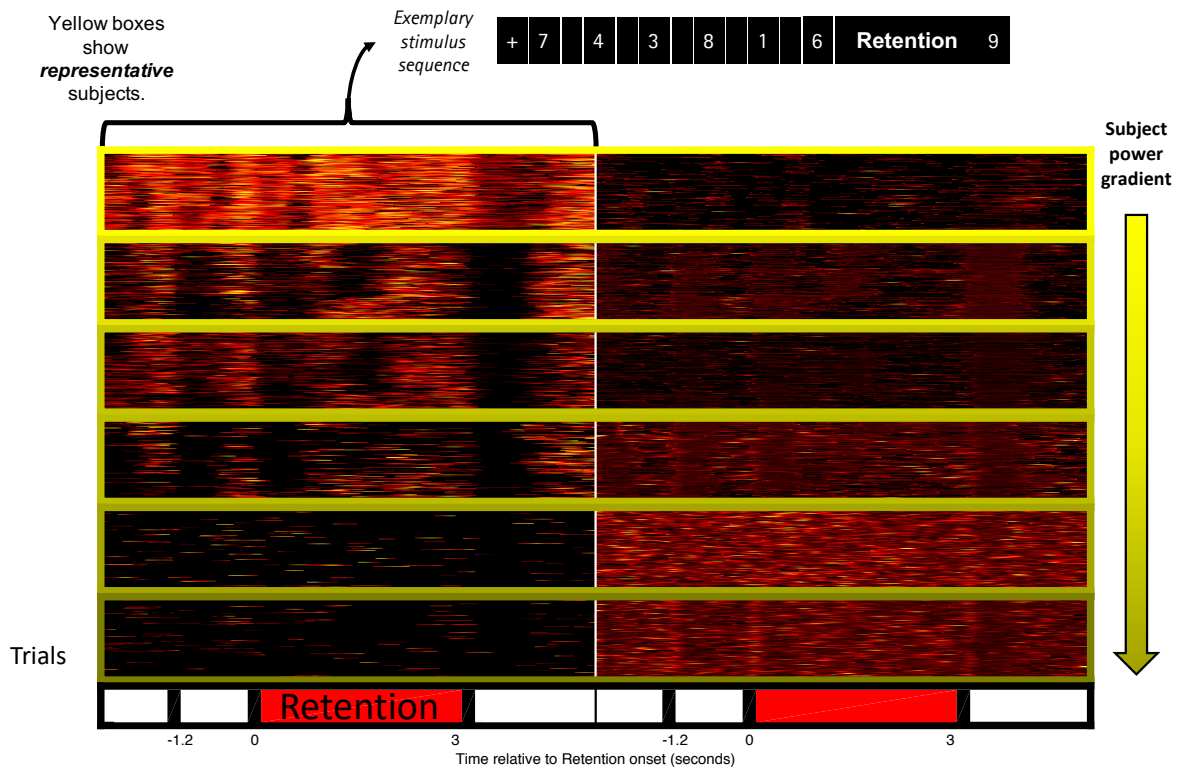 Yellow boxes
show
representative
subjects.
Exemplary
stimulus
sequence
+ 7 4 3 8 1 6 Retention 9
Subject
power
gradient
Trials
Retention
-1.2 0 3 -1.2 0 3
Time relative to Retention onset (seconds)